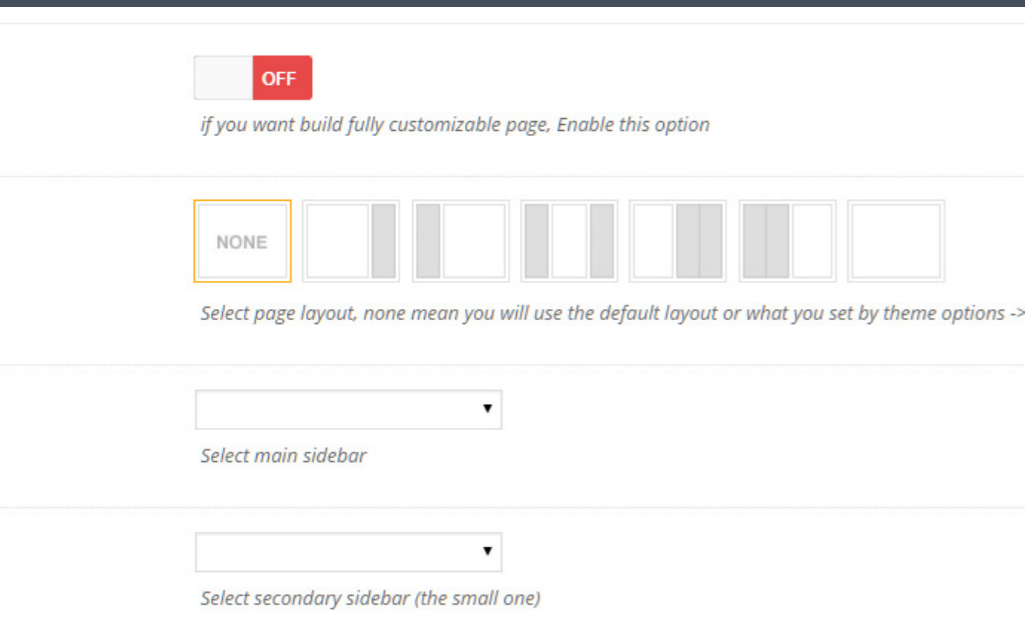 OFF
if you want build fully customizable page, Enable this option
NONE
Select page layout, none mean you will use the default layout or what you set by theme options ->
Select main sidebar
Select secondary sidebar (the small one)